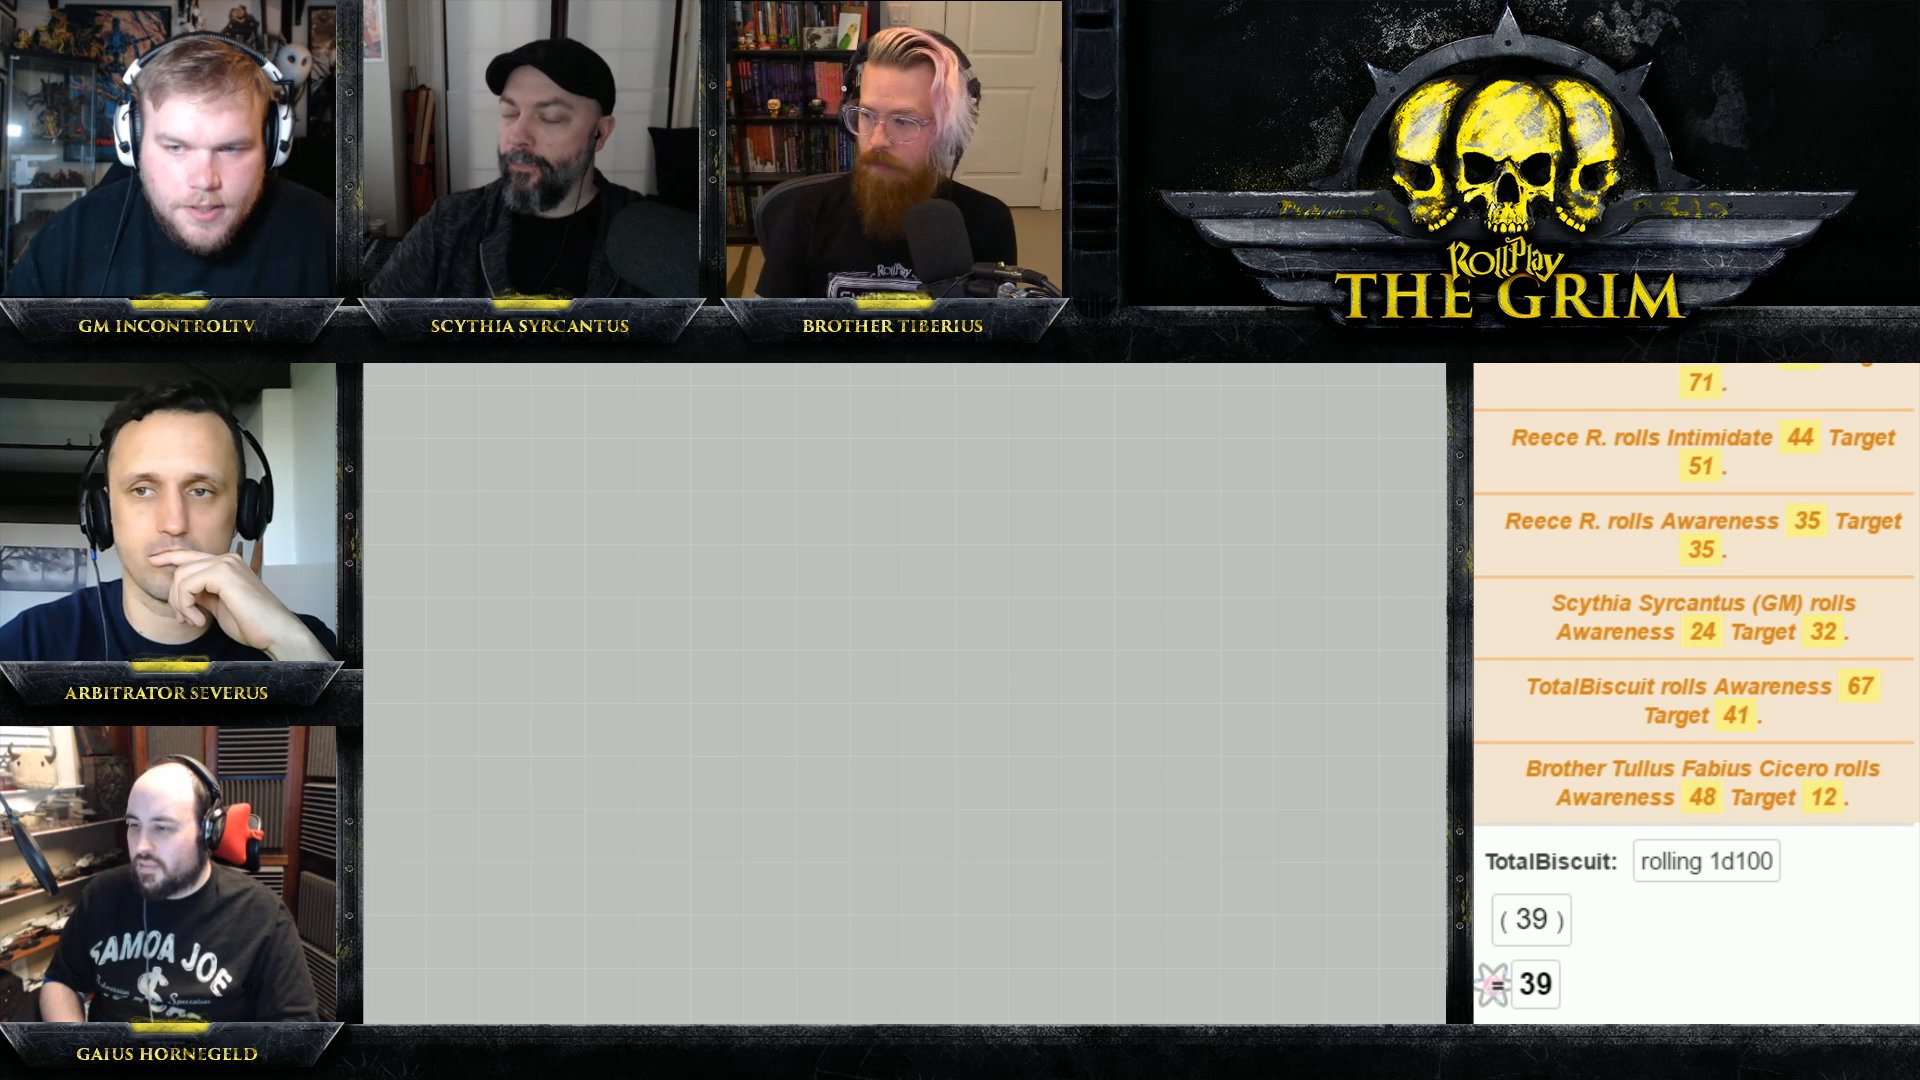 GM INCONTROLTV
SCYTHIA SYRCANTUS
BROTHER TIBERIUS
RollPlay
THE GRIM
ARBITRATOR SEVERUS
71 .
Reece R. rolls Intimidate 44 Target
51 .
Reece R. rolls Awareness 35 Target
35 .
Scythia Syrcantus (GM) rolls
Awareness 24 Target 32 .
TotalBiscuit rolls Awareness 67
Target 41 .
Brother Tullus Fabius Cicero rolls
Awareness 48 Target 12 .
TotalBiscuit: rolling 1d100
( 39 )
= 39
SAMOA JOE
Submission Specialist
GAIUS HORNEGELD